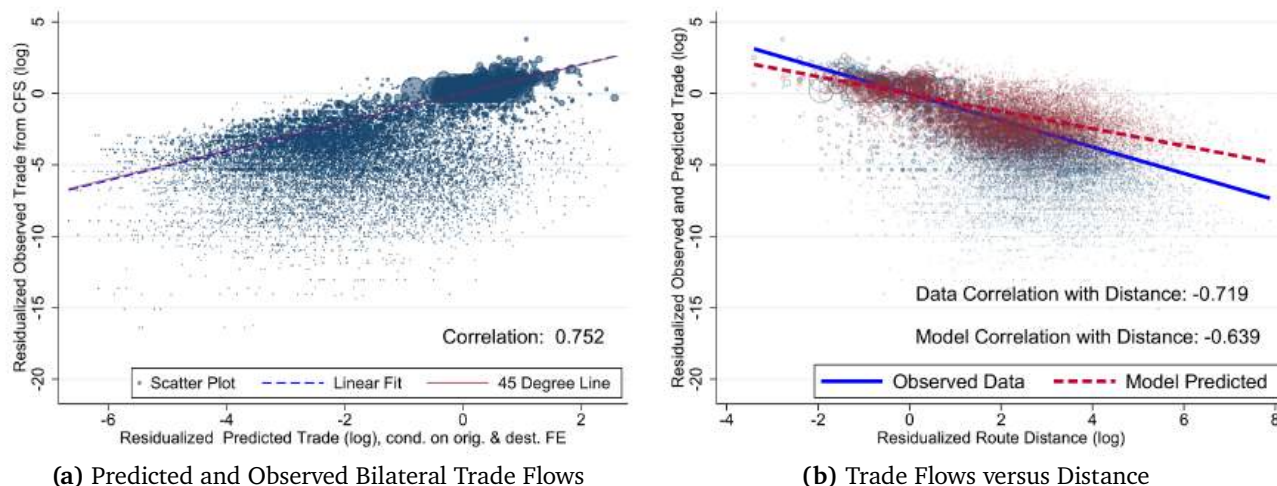 5
0
-5
-10
-15
-20
Residualized Observed Trade from CFS (log)
Correlation: 0.752
Scatter Plot
Linear Fit
45 Degree Line
-6
-4
-2
0
2
Residualized Predicted Trade (log), cond. on orig. & dest. FE
(a) Predicted and Observed Bilateral Trade Flows
5
0
-5
-10
-15
-20
Residualized Observed and Predicted Trade (log)
Data Correlation with Distance: -0.719
Model Correlation with Distance: -0.639
Observed Data
Model Predicted
-4
-2
0
2
4
6
8
Residualized Route Distance (log)
(b) Trade Flows versus Distance